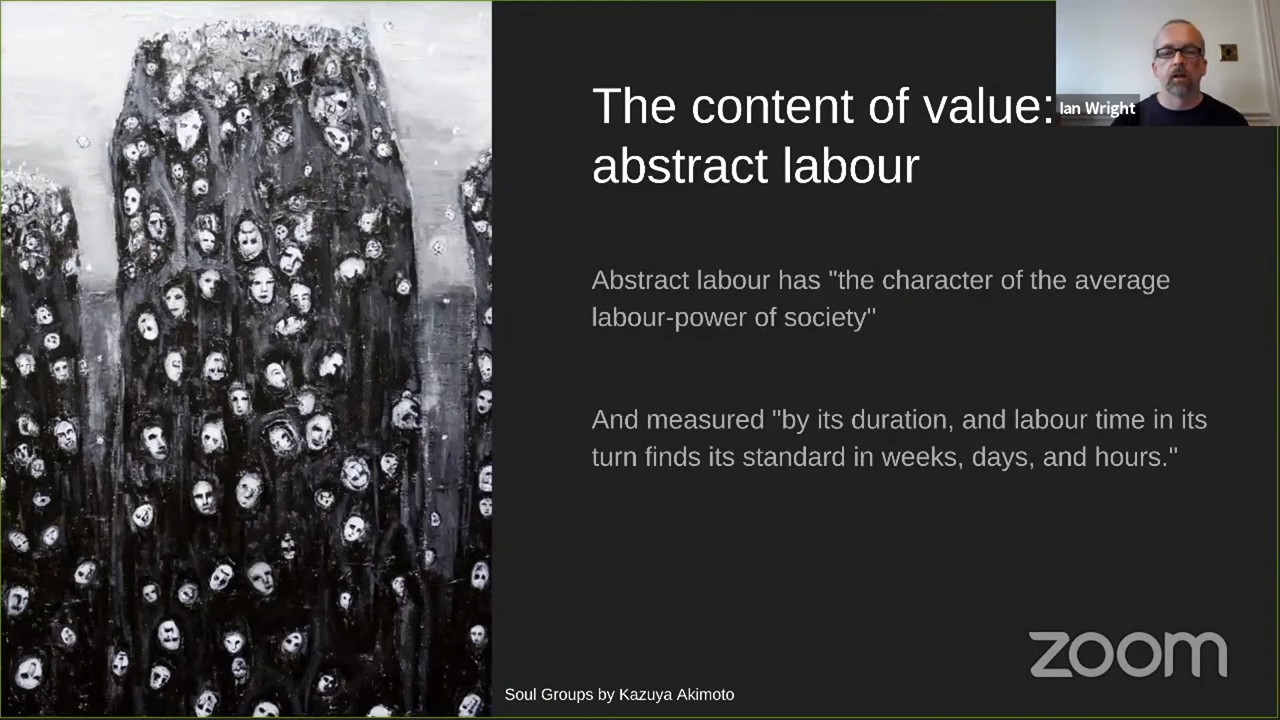 The content of value:
abstract labour
Ian Wright
Abstract labour has "the character of the average
labour-power of society"
And measured "by its duration, and labour time in its
turn finds its standard in weeks, days, and hours."
zoom
Soul Groups by Kazuya Akimoto